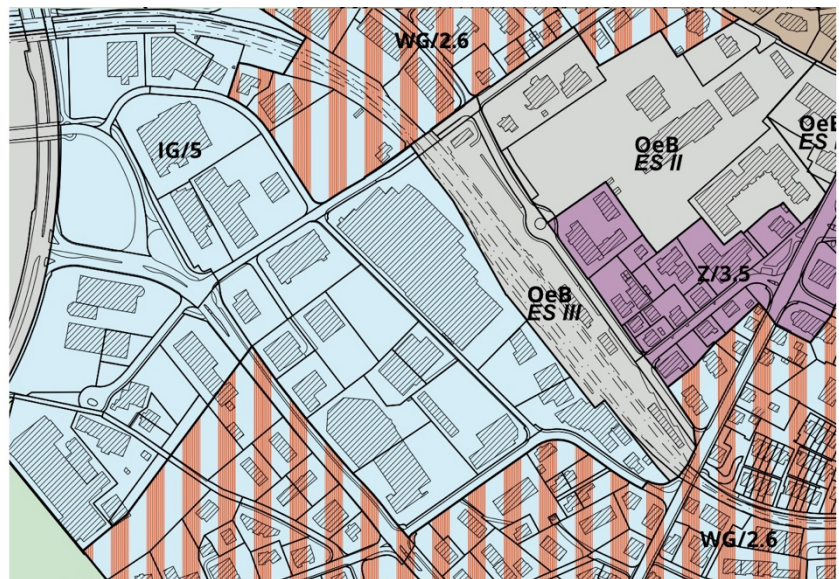 WG/2.6
IG/5
OeB
ES II
OeB
ES
Z/3,5
OeB
ES III
WG/2.6